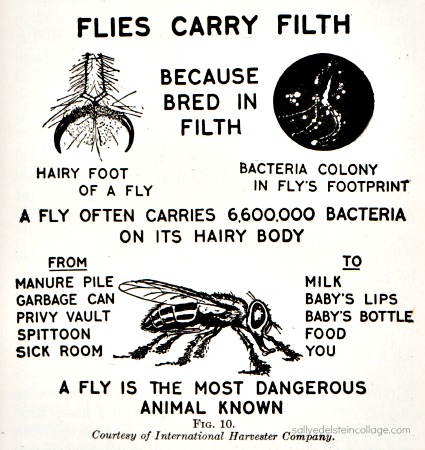 FLIES CARRY FILTH
BECAUSE
BRED IN
FILTH
HAIRY FOOT
OF A FLY
BACTERIA COLONY
IN FLY'S FOOTPRINT
A FLY OFTEN CARRIES 6,600,000 BACTERIA
ON ITS HAIRY BODY
FROM
MANURE PILE
GARBAGE CAN
PRIVY VAULT
SPITTOON
SICK ROOM
TO
MILK
BABY'S LIPS
BABY'S BOTTLE
FOOD
YOU
A FLY IS THE MOST DANGEROUS
ANIMAL KNOWN
FIG. 10.
Courtesy of International Harvester Company.
sallyedelsteincollage.com